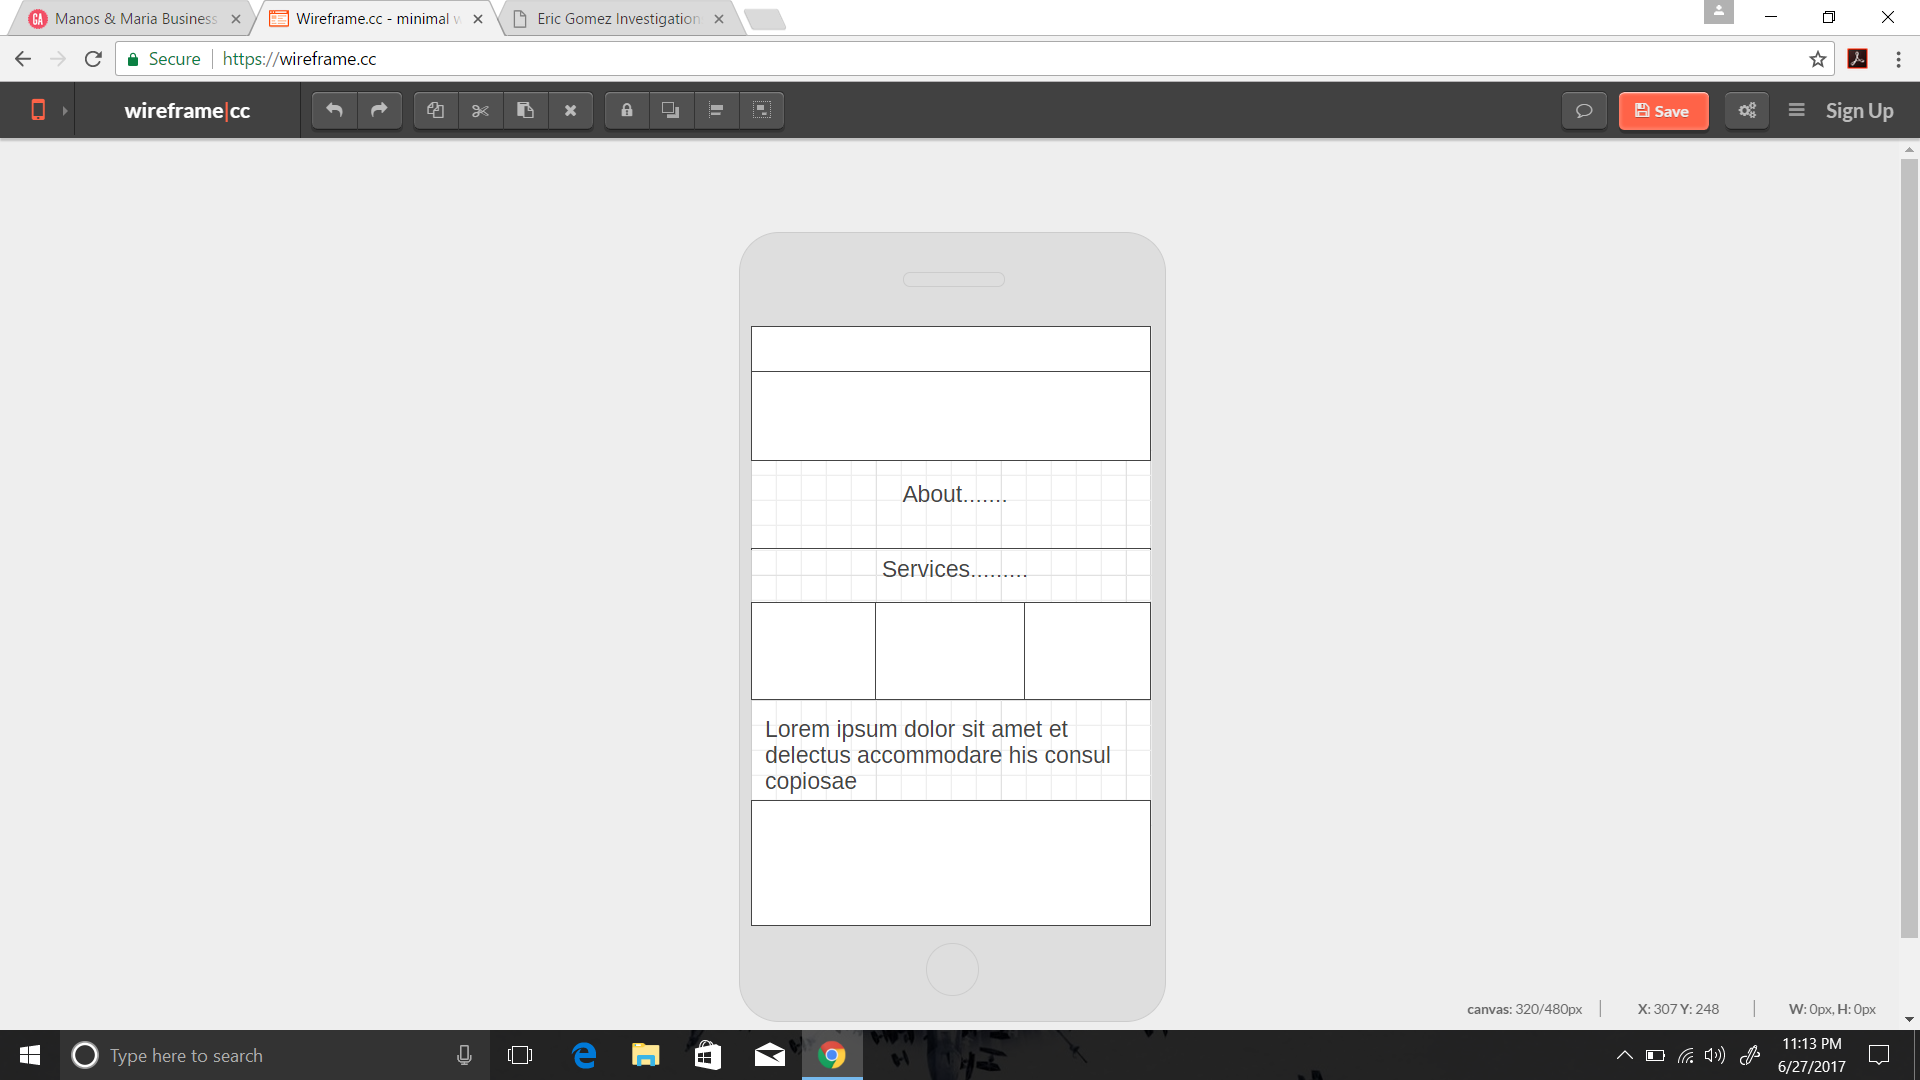 Manos & Maria Business
Wireframe.cc - minimal w
Eric Gomez Investigation
Secure
https://wireframe.cc
wireframe|cc
Save
Sign Up
About.......
Services.........
Lorem ipsum dolor sit amet et
delectus accommodare his consul
copiosae
canvas: 320/480px
X: 307 Y: 248
W: 0px, H: 0px
Type here to search
11:13 PM
6/27/2017